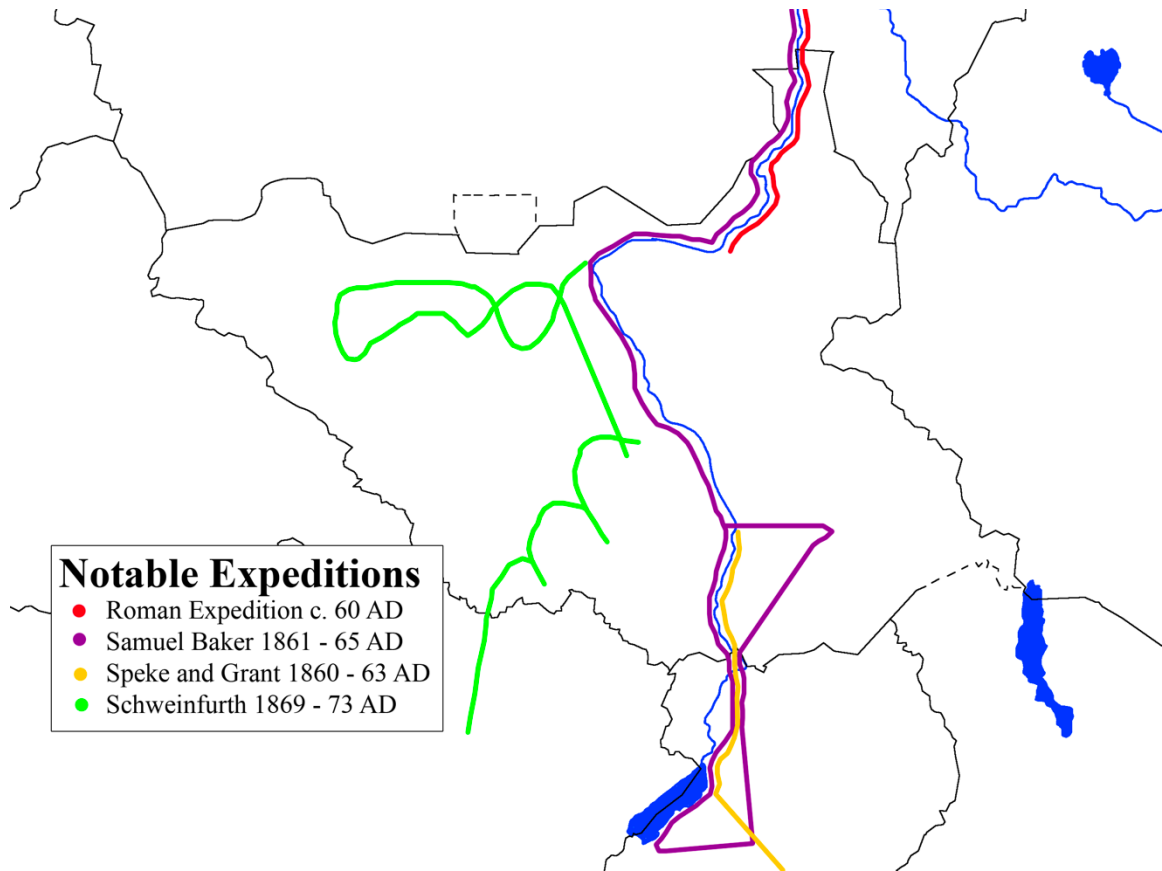 Notable Expeditions
Roman Expedition c. 60 AD
Samuel Baker 1861 - 65 AD
Speke and Grant 1860 - 63 AD
Schweinfurth 1869 - 73 AD